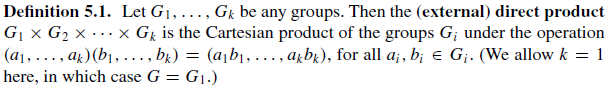 Definition 5.1. Let G₁, . . . , Gₖ be any groups. Then the (external) direct product
G₁ × G₂ × · · · × Gₖ is the Cartesian product of the groups Gᵢ under the operation
(a₁, . . . , aₖ)(b₁, . . . , bₖ) = (a₁b₁, . . . , aₖbₖ), for all aᵢ, bᵢ ∈ Gᵢ. (We allow k = 1
here, in which case G = G₁.)